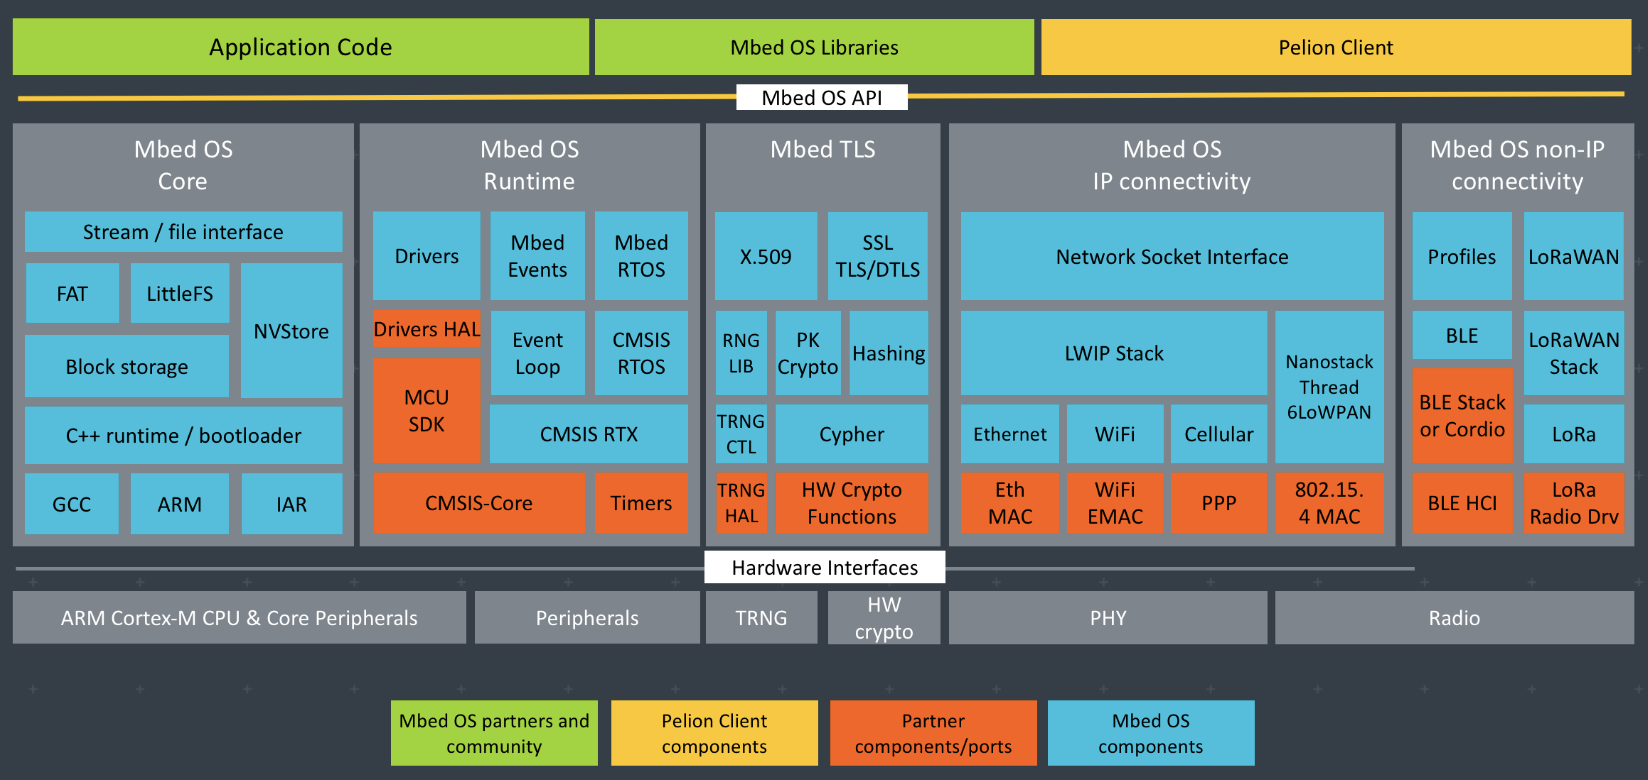 Application Code
Mbed OS Libraries
Pelion Client
Mbed OS API
Mbed OS
Core
Stream / file interface
FAT
LittleFS
NVStore
Block storage
C++ runtime / bootloader
GCC
ARM
IAR
Mbed OS
Runtime
Drivers
Mbed
Events
Mbed
RTOS
Drivers HAL
Event
Loop
CMSIS
RTOS
MCU
SDK
CMSIS RTX
CMSIS-Core
Timers
Mbed TLS
X.509
SSL
TLS/DTLS
RNG
LIB
PK
Crypto
Hashing
TRNG
CTL
Cypher
TRNG
HAL
HW Crypto
Functions
Mbed OS
IP connectivity
Network Socket Interface
LWIP Stack
Nanostack
Thread
6LoWPAN
Ethernet
WiFi
Cellular
Eth
MAC
WiFi
EMAC
PPP
802.15.
4 MAC
Mbed OS non-IP
connectivity
Profiles
LoRaWAN
BLE
LoRaWAN
Stack
BLE Stack
or Cordio
LoRa
BLE HCI
LoRa
Radio Drv
Hardware Interfaces
ARM Cortex-M CPU & Core Peripherals
Peripherals
TRNG
HW
crypto
PHY
Radio
Mbed OS partners and
community
Pelion Client
components
Partner
components/ports
Mbed OS
components